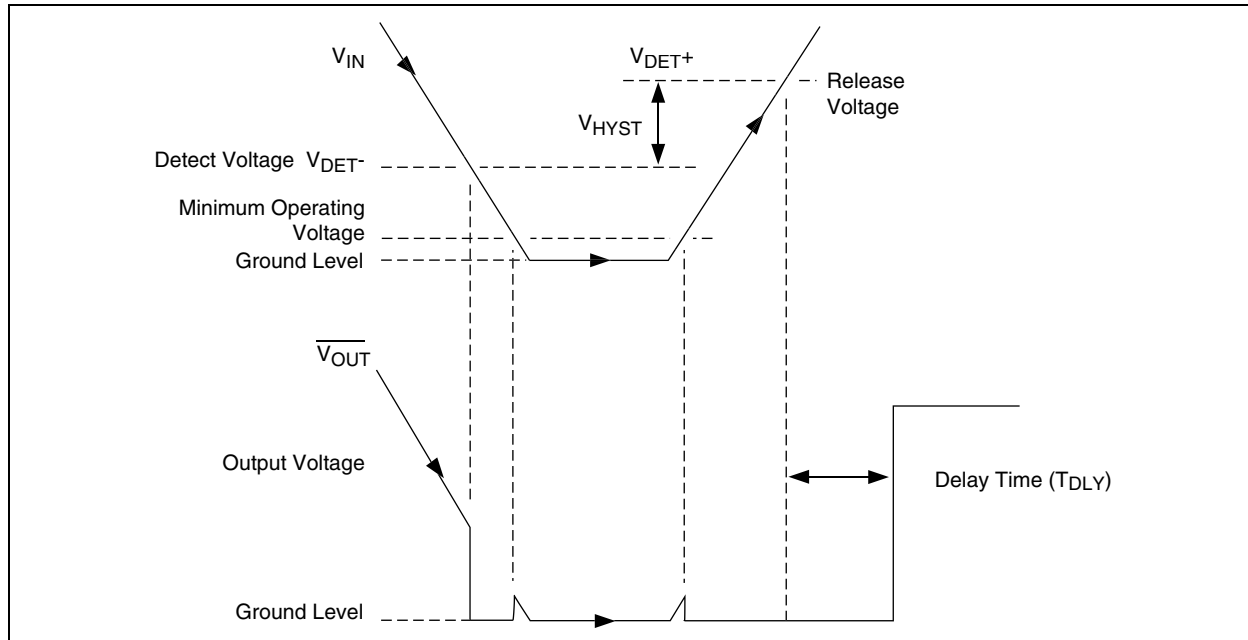 V_IN
V_DET+
Release
Voltage
V_HYST
Detect Voltage V_DET-
Minimum Operating
Voltage
Ground Level
V_OUT
Output Voltage
Delay Time (T_DLY)
Ground Level